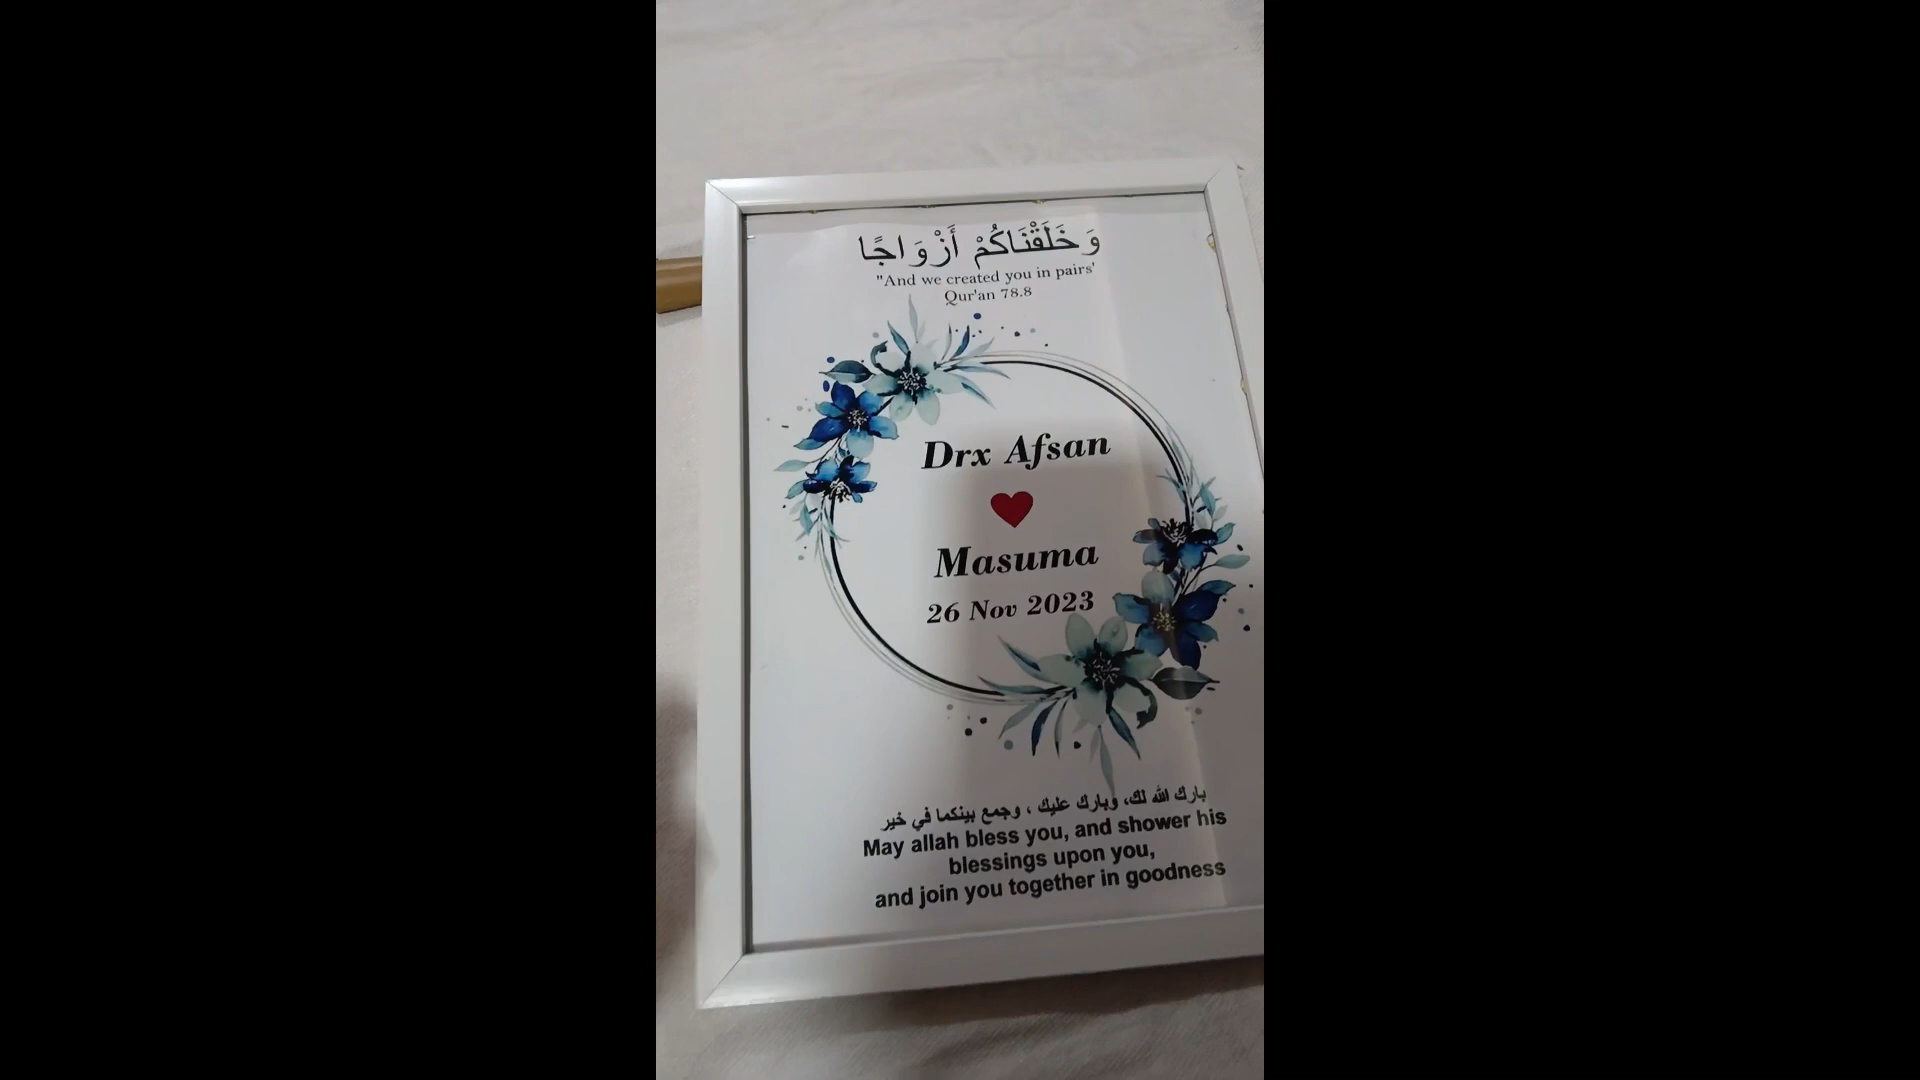 وَخَلَقْنَاكُمْ أَزْوَاجًا
"And we created you in pairs'
Qur'an 78.8
Drx Afsan
Masuma
26 Nov 2023
بارك الله لك، وبارك عليك ، وجمع بينكما في خير
May allah bless you, and shower his
blessings upon you,
and join you together in goodness